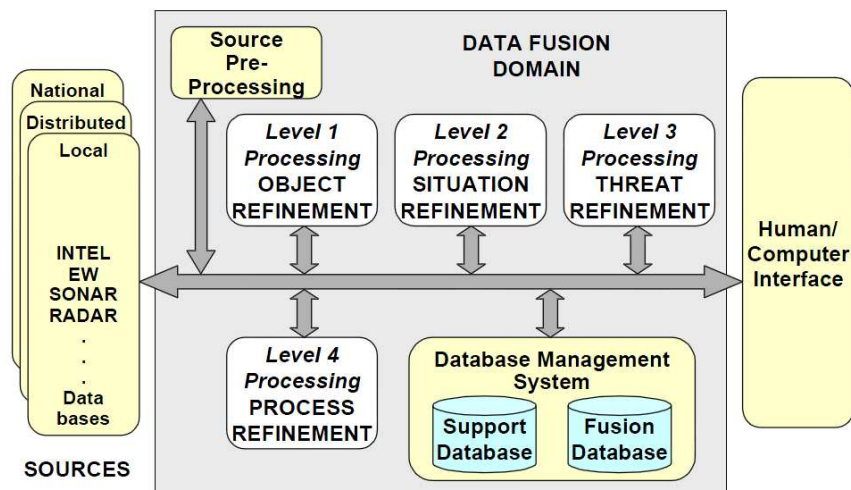 National
Distributed
Local
INTEL
EW
SONAR
RADAR
.
.
.
Data
bases
SOURCES
Source
Pre-
Processing
DATA FUSION
DOMAIN
Level 1
Processing
OBJECT
REFINEMENT
Level 2
Processing
SITUATION
REFINEMENT
Level 3
Processing
THREAT
REFINEMENT
Level 4
Processing
PROCESS
REFINEMENT
Database Management
System
Support
Database
Fusion
Database
Human/
Computer
Interface